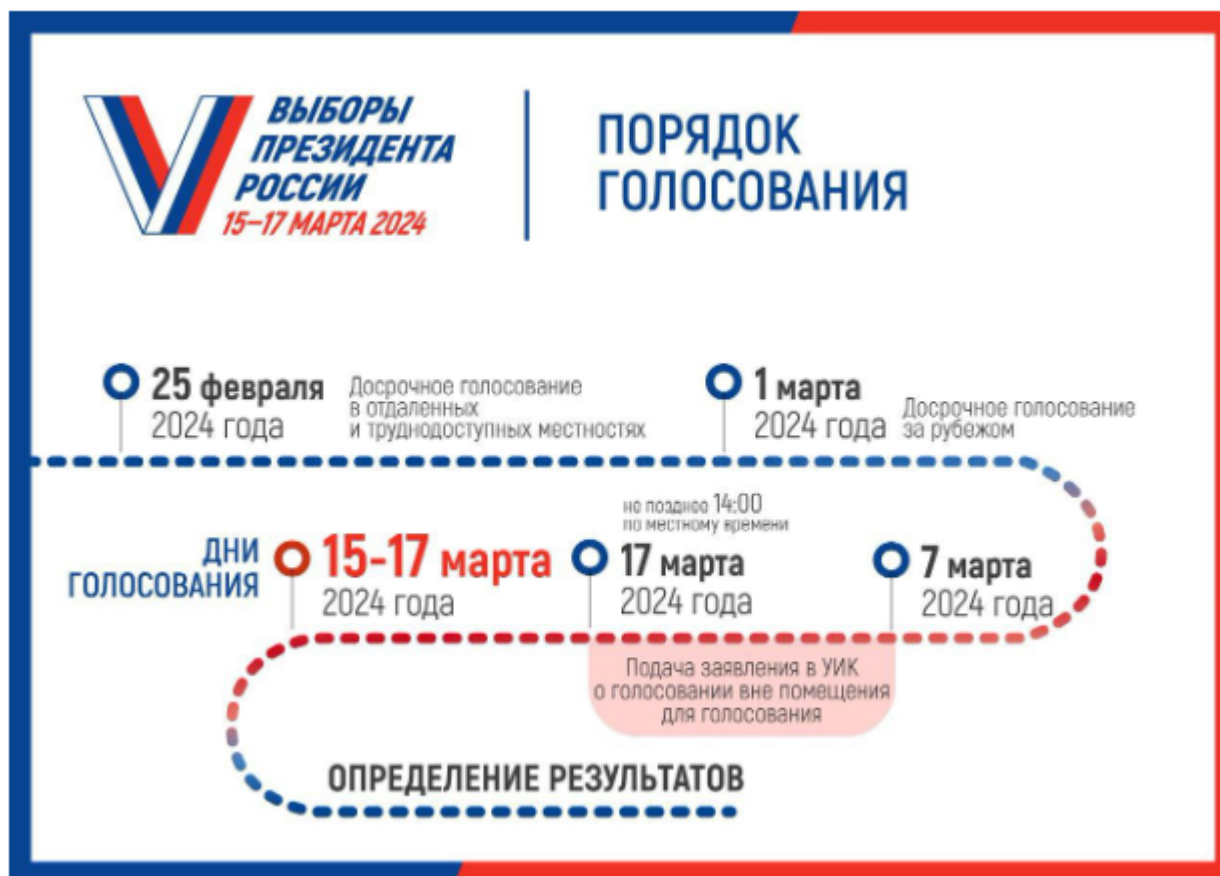 ВЫБОРЫ
ПРЕЗИДЕНТА
РОССИИ
15–17 МАРТА 2024
ПОРЯДОК
ГОЛОСОВАНИЯ
25 февраля
2024 года
Досрочное голосование
в отдаленных
и труднодоступных местностях
1 марта
2024 года
Досрочное голосование
за рубежом
ДНИ
ГОЛОСОВАНИЯ
15-17 марта
2024 года
не позднее 14:00
по местному времени
17 марта
2024 года
7 марта
2024 года
Подача заявления в УИК
о голосовании вне помещения
для голосования
ОПРЕДЕЛЕНИЕ РЕЗУЛЬТАТОВ